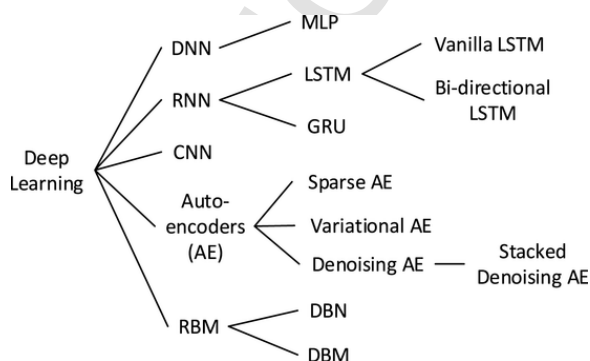 MLP
DNN
Vanilla LSTM
LSTM
RNN
Bi-directional
LSTM
GRU
CNN
Deep
Learning
Sparse AE
Auto-
encoders
(AE)
Variational AE
Denoising AE
Stacked
Denoising AE
DBN
RBM
DBM